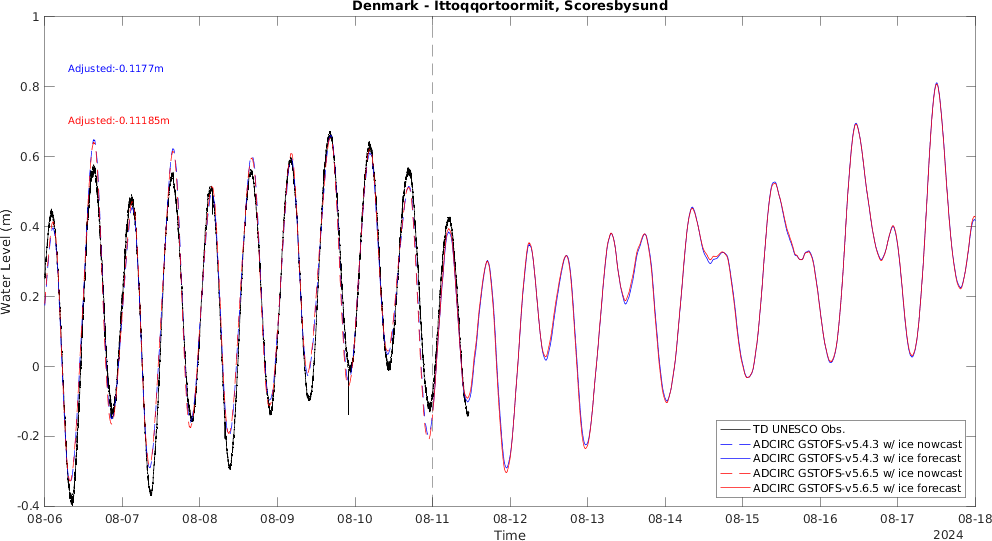 Denmark - Ittoqqortoormiit, Scoresbysund
Water Level (m)
1
0.8
0.6
0.4
0.2
0
-0.2
-0.4
Adjusted:-0.1177m
Adjusted:-0.11185m
TD UNESCO Obs.
ADCIRC GSTOFS-v5.4.3 w/ ice nowcast
ADCIRC GSTOFS-v5.4.3 w/ ice forecast
ADCIRC GSTOFS-v5.6.5 w/ ice nowcast
ADCIRC GSTOFS-v5.6.5 w/ ice forecast
08-06 08-07 08-08 08-09 08-10 08-11 08-12 08-13 08-14 08-15 08-16 08-17 08-18
Time
2024